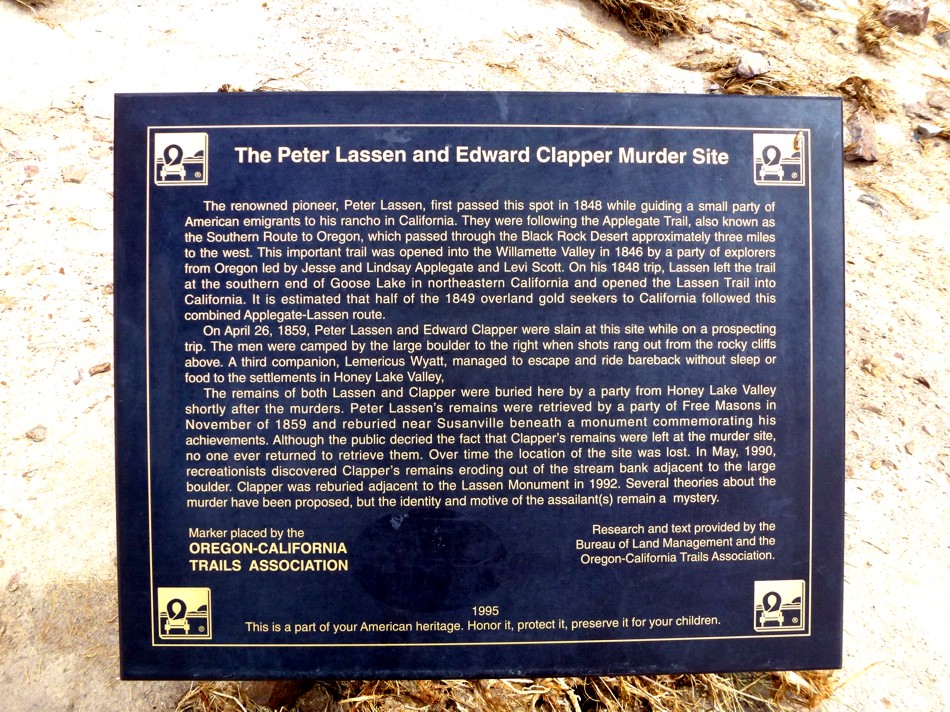 The Peter Lassen and Edward Clapper Murder Site
The renowned pioneer, Peter Lassen, first passed this spot in 1848 while guiding a small party of
American emigrants to his rancho in California. They were following the Applegate Trail, also known as
the Southern Route to Oregon, which passed through the Black Rock Desert approximately three miles
to the west. This important trail was opened into the Willamette Valley in 1846 by a party of explorers
from Oregon led by Jesse and Lindsay Applegate and Levi Scott. On his 1848 trip, Lassen left the trail
at the southern end of Goose Lake in northeastern California and opened the Lassen Trail into
California. It is estimated that half of the 1849 overland gold seekers to California followed this
combined Applegate-Lassen route.
On April 26, 1859, Peter Lassen and Edward Clapper were slain at this site while on a prospecting
trip. The men were camped by the large boulder to the right when shots rang out from the rocky cliffs
above. A third companion, Lemericus Wyatt, managed to escape and ride bareback without sleep or
food to the settlements in Honey Lake Valley,
The remains of both Lassen and Clapper were buried here by a party from Honey Lake Valley
shortly after the murders. Peter Lassen's remains were retrieved by a party of Free Masons in
November of 1859 and reburied near Susanville beneath a monument commemorating his
achievements. Although the public decried the fact that Clapper's remains were left at the murder site,
no one ever returned to retrieve them. Over time the location of the site was lost. In May, 1990,
recreationists discovered Clapper's remains eroding out of the stream bank adjacent to the large
boulder. Clapper was reburied adjacent to the Lassen Monument in 1992. Several theories about the
murder have been proposed, but the identity and motive of the assailant(s) remain a mystery.
Marker placed by the
OREGON-CALIFORNIA
TRAILS ASSOCIATION
Research and text provided by the
Bureau of Land Management and the
Oregon-California Trails Association.
1995
This is a part of your American heritage. Honor it, protect it, preserve it for your children.